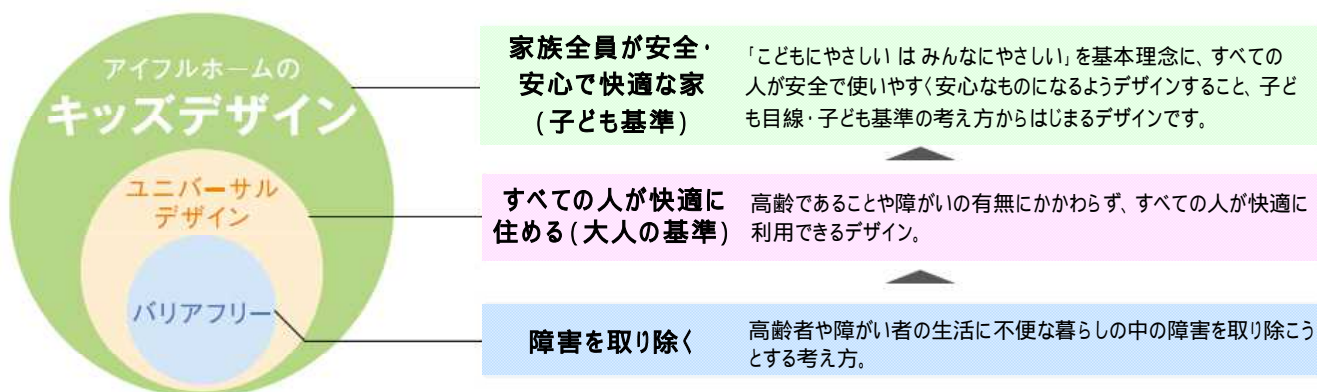 アイフルホームの
キッズデザイン
ユニバーサル
デザイン
バリアフリー
家族全員が安全・
安心で快適な家
(子ども基準)
「こどもにやさしい は みんなにやさしい」を基本理念に、すべての
人が安全で使いやすく安心なものになるようデザインすること、子ど
も目線・子ども基準の考え方からはじまるデザインです。
すべての人が快適に
住める(大人の基準)
高齢であることや障がいの有無にかかわらず、すべての人が快適に
利用できるデザイン。
障害を取り除く
高齢者や障がい者の生活に不便な暮らしの中の障害を取り除こう
とする考え方。